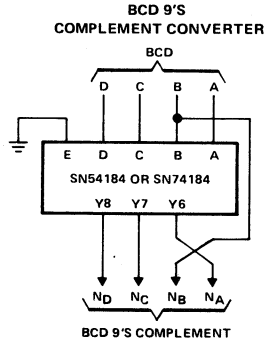 BCD 9'S
COMPLEMENT CONVERTER
BCD
D C B A
E D C B A
SN54184 OR SN74184
Y8 Y7 Y6
ND NC NB NA
BCD 9'S COMPLEMENT